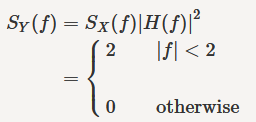 S_Y(f) = S_X(f)|H(f)|^2
= { 2 |f| < 2
0 otherwise